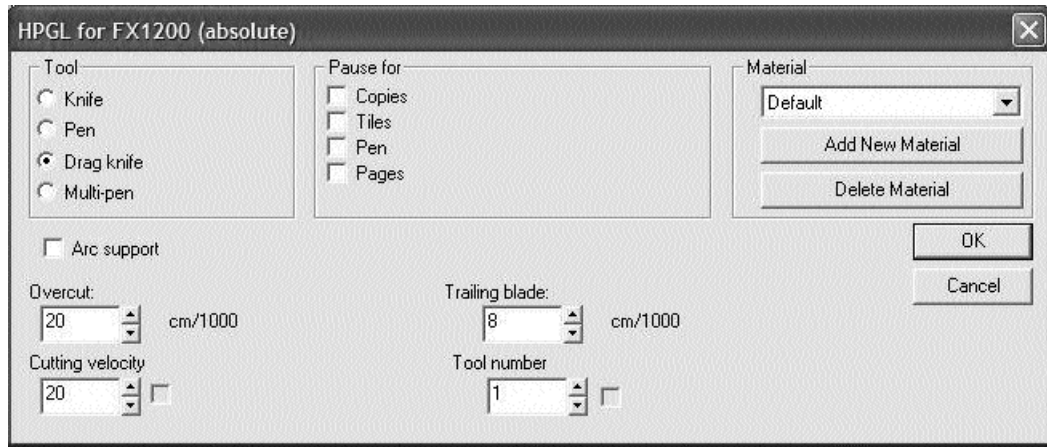 HPGL for FX1200 (absolute)
Tool
Knife
Pen
Drag knife
Multi-pen
Pause for
Copies
Tiles
Pen
Pages
Material
Default
Add New Material
Delete Material
Arc support
OK
Cancel
Overcut:
20 cm/1000
Trailing blade:
8 cm/1000
Cutting velocity
20
Tool number
1